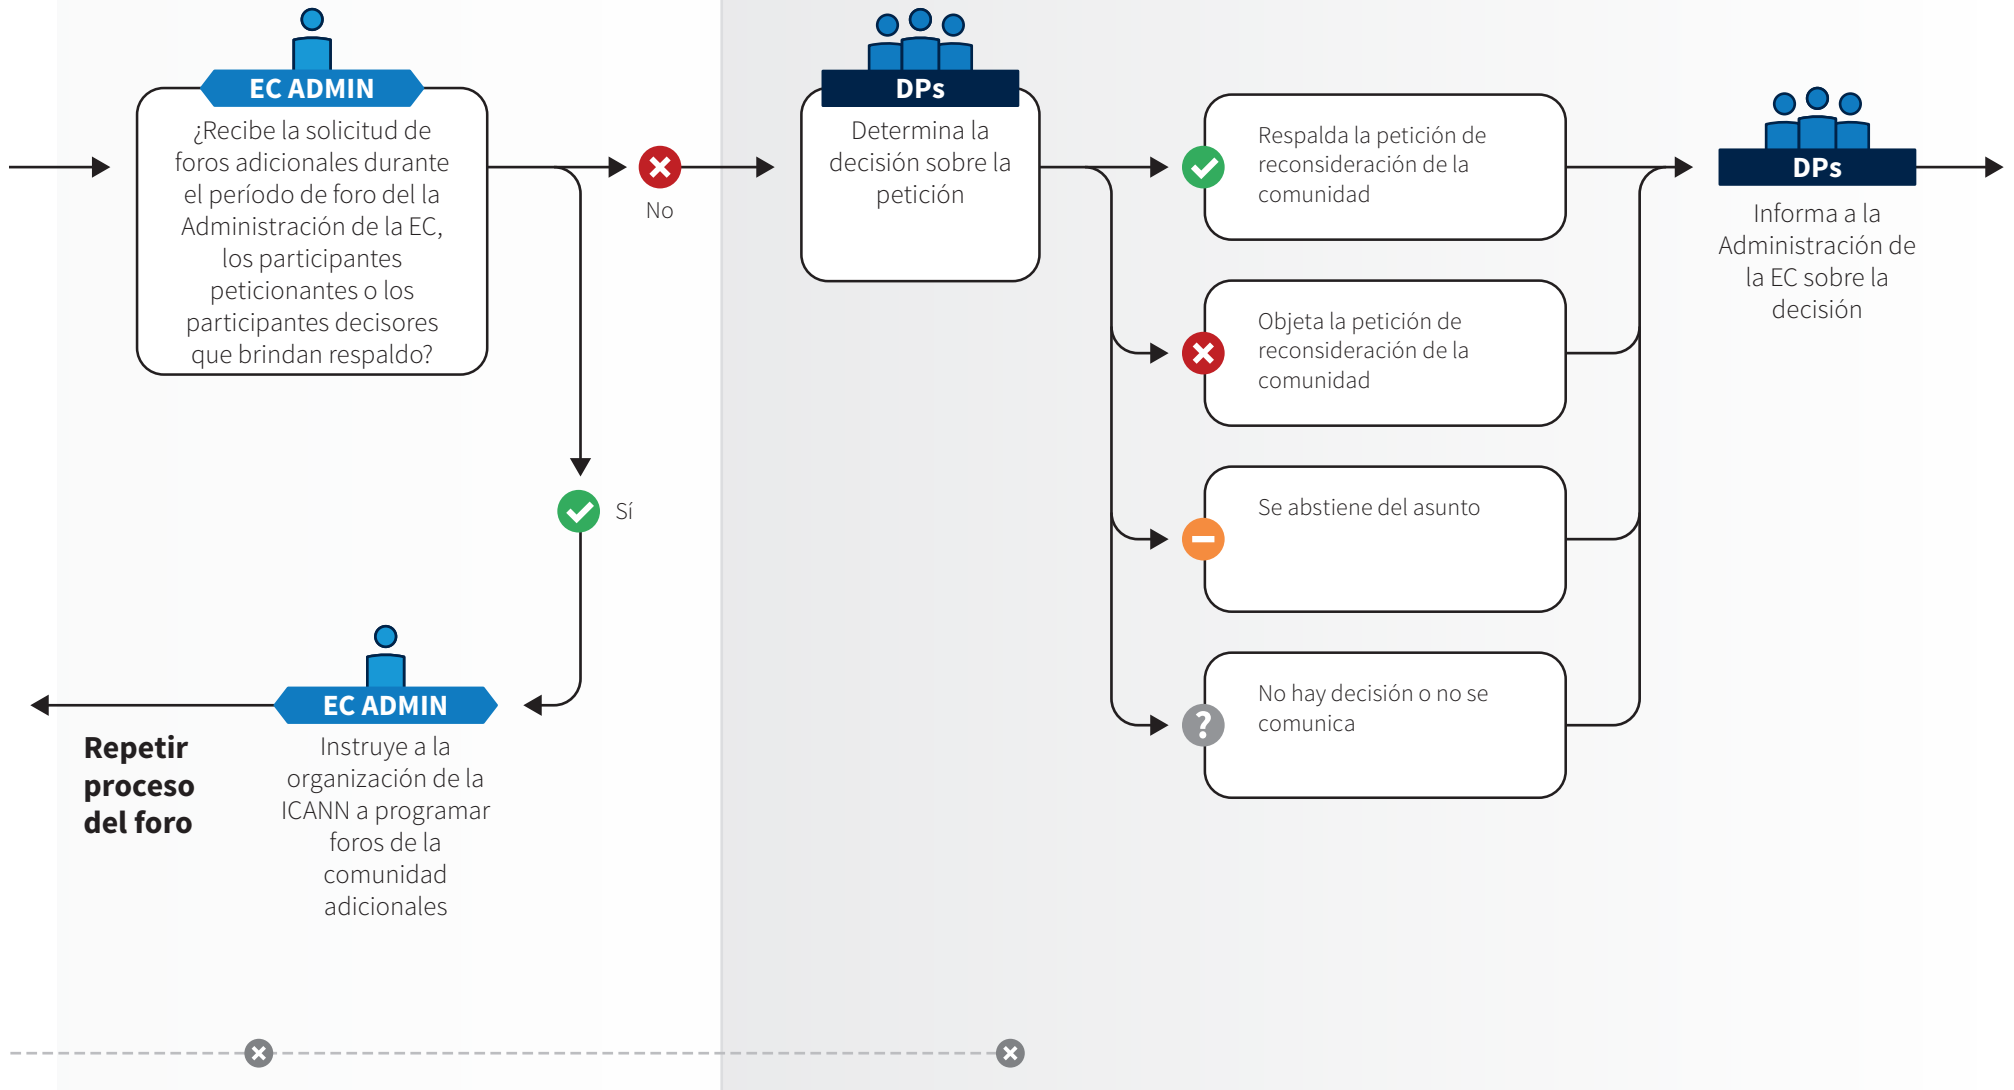 EC ADMIN
¿Recibe la solicitud de
foros adicionales durante
el período de foro del la
Administración de la EC,
los participantes
peticionantes o los
participantes decisores
que brindan respaldo?
No
Sí
EC ADMIN
Instruye a la
organización de la
ICANN a programar
foros de la
comunidad
adicionales
Repetir
proceso
del foro
DPs
Determina la
decisión sobre la
petición
Respalda la petición de
reconsideración de la
comunidad
Objeta la petición de
reconsideración de la
comunidad
Se abstiene del asunto
?
No hay decisión o no se
comunica
DPs
Informa a la
Administración de
la EC sobre la
decisión